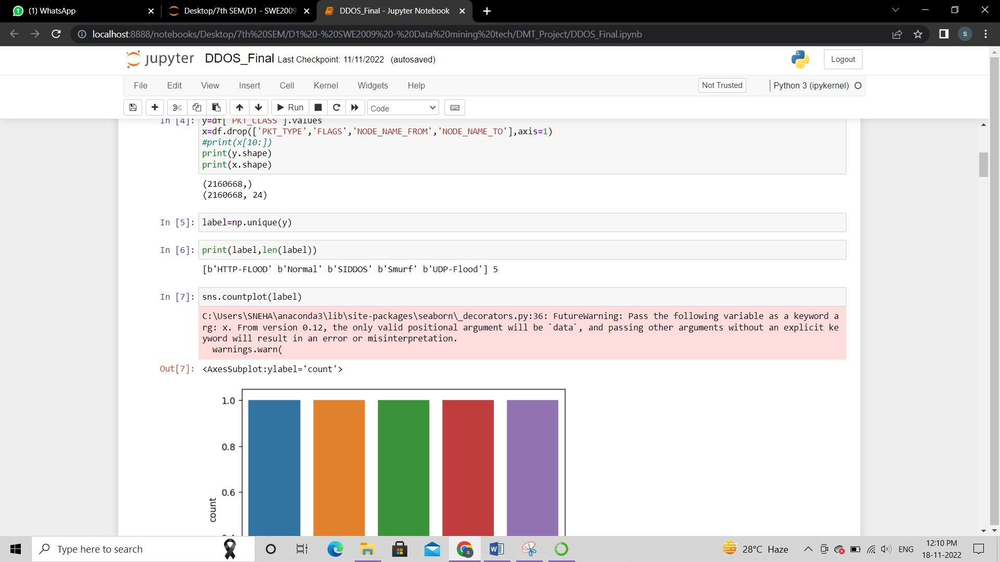 (1) WhatsApp
Desktop/7th SEM/D1 - SWE2009
DDOS_Final - Jupyter Notebook
localhost:8888/notebooks/Desktop/7th%20SEM/D1%20-%20SWE2009%20-%20Data%20mining%20tech/DMT_Project/DDOS_Final.ipynb
S
jupyter DDOS_Final Last Checkpoint: 11/11/2022 (autosaved)
Logout
File Edit View Insert Cell Kernel Widgets Help
Not Trusted
Python 3 (ipykernel)
Run
Code
In [4]: y=df['PKT_CLASS'].values
x=df.drop(['PKT_TYPE','FLAGS','NODE_NAME_FROM','NODE_NAME_TO'],axis=1)
#print(x[10:])
print(y.shape)
print(x.shape)
(2160668,)
(2160668, 24)
In [5]: label=np.unique(y)
In [6]: print(label,len(label))
[b'HTTP-FLOOD' b'Normal' b'SIDDOS' b'Smurf' b'UDP-Flood'] 5
In [7]: sns.countplot(label)
C:\Users\SNEHA\anaconda3\lib\site-packages\seaborn\_decorators.py:36: FutureWarning: Pass the following variable as a keyword a
rg: x. From version 0.12, the only valid positional argument will be `data`, and passing other arguments without an explicit ke
yword will result in an error or misinterpretation.
warnings.warn(
Out[7]: <AxesSubplot:ylabel='count'>
1.0
0.8
0.6
count
Type here to search
28°C Haze
ENG
12:10 PM
18-11-2022